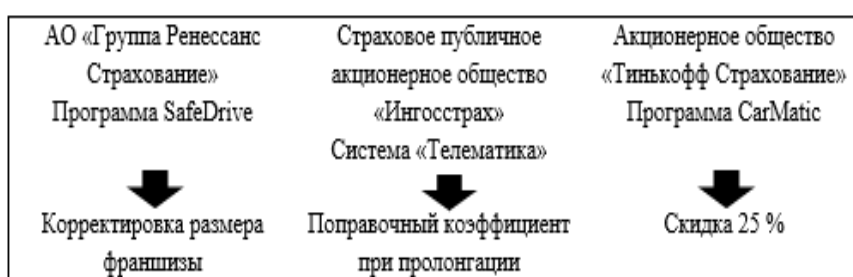 АО «Группа Ренессанс
Страхование»
Программа SafeDrive
Корректировка размера
франшизы
Страховое публичное
акционерное общество
«Ингосстрах»
Система «Телематика»
Поправочный коэффициент
при пролонгации
Акционерное общество
«Тинькофф Страхование»
Программа CarMatic
Скидка 25 %